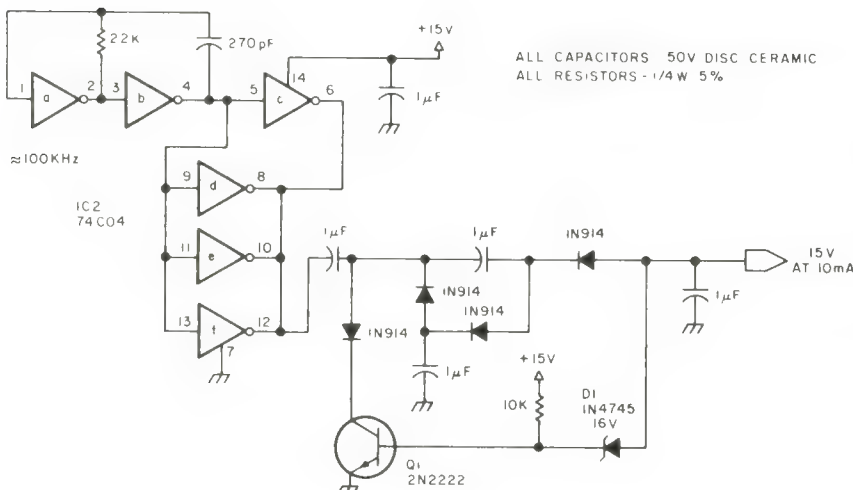 +15V
22K
270pF
ALL CAPACITORS 50V DISC CERAMIC
ALL RESISTORS - 1/4W 5%
1
a
2
3
b
4
5
c
14
6
1µF
≈100KHz
9
d
8
IC2
74C04
11
e
10
1µF
1µF
1N914
15V
AT 10mA
1N914
1N914
1µF
13
f
12
1N914
7
1µF
+15V
10K
D1
1N4745
16V
Q1
2N2222